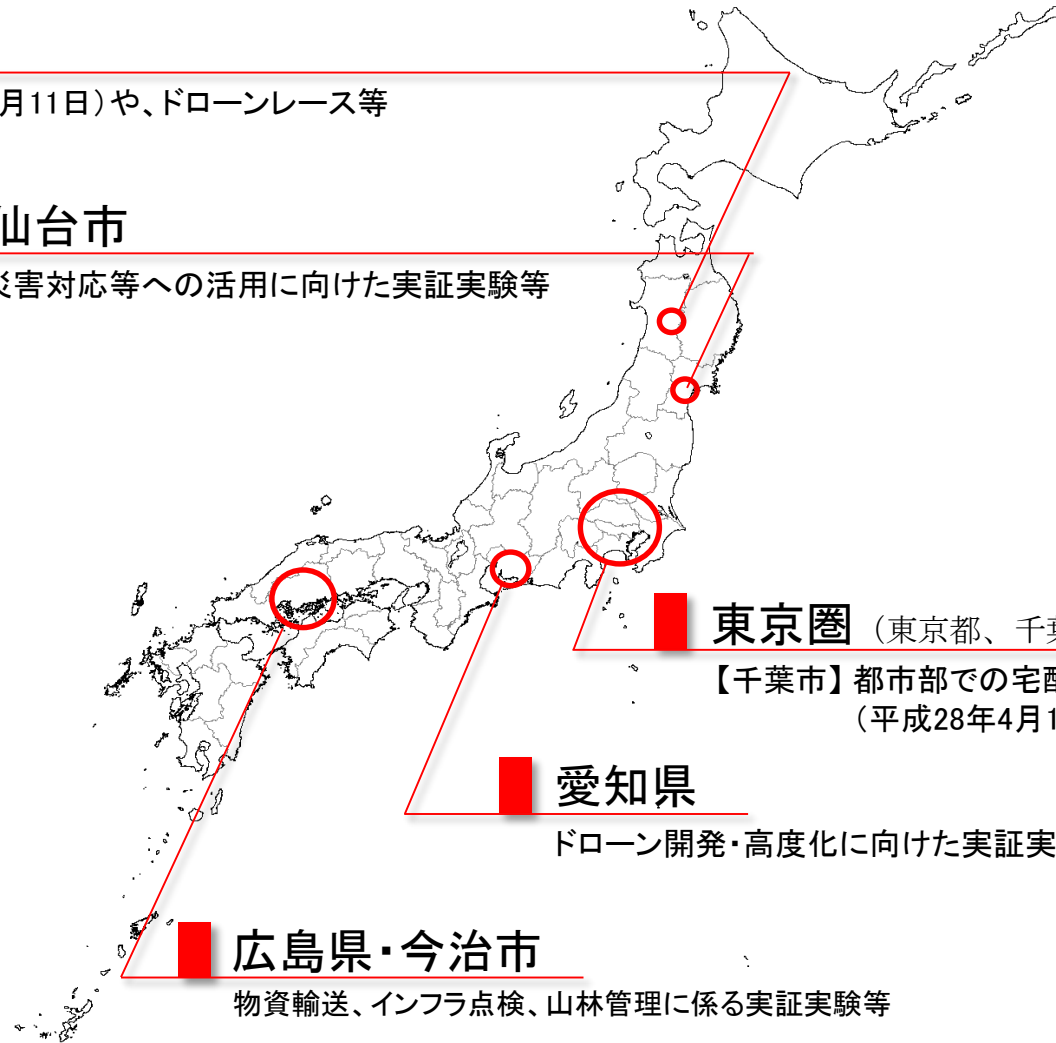 月11日）や、ドローンレース等
仙台市
災害対応等への活用に向けた実証実験等
東京圏（東京都、千葉
【千葉市】都市部での宅配
（平成28年4月1
愛知県
ドローン開発・高度化に向けた実証実
広島県・今治市
物資輸送、インフラ点検、山林管理に係る実証実験等